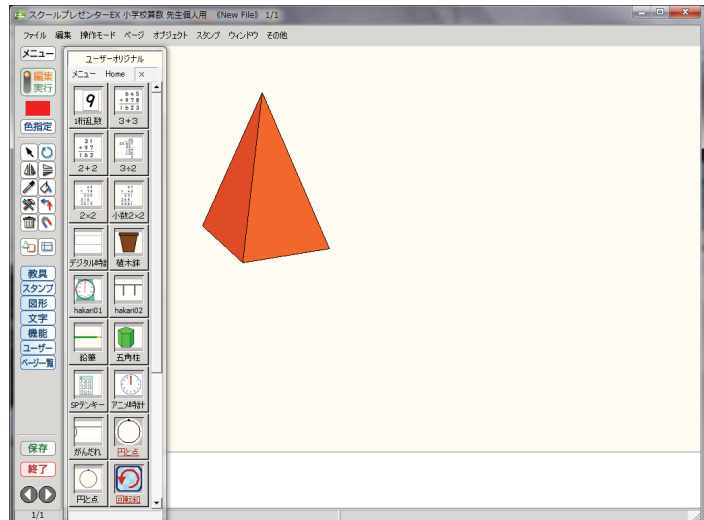 スクールプレゼンターEX 小学校算数 先生個人用 《New File》 1/1
ファイル 編集 操作モード ページ オブジェクト スタンプ ウィンドウ その他
メニュー
編集
実行
色指定
教具
スタンプ
図形
文字
機能
ユーザー
ページ一覧
保存
終了
1/1
ユーザーオリジナル
メニュー Home ×
9
645
+978
1623
1桁乱数 3+3
31
+97
162
2+2 3÷2
2×2 小数2×2
デジタル時計 植木鉢
hakari01 hakari02
鉛筆 五角柱
SPテンキー アニメ時計
がんだれ 円と点
円と点 回転知